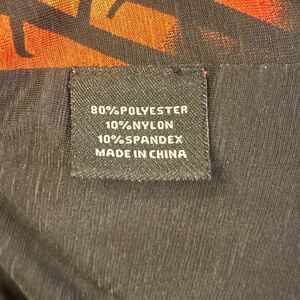 80%POLYESTER
10%NYLON
10%SPANDEX
MADE IN CHINA